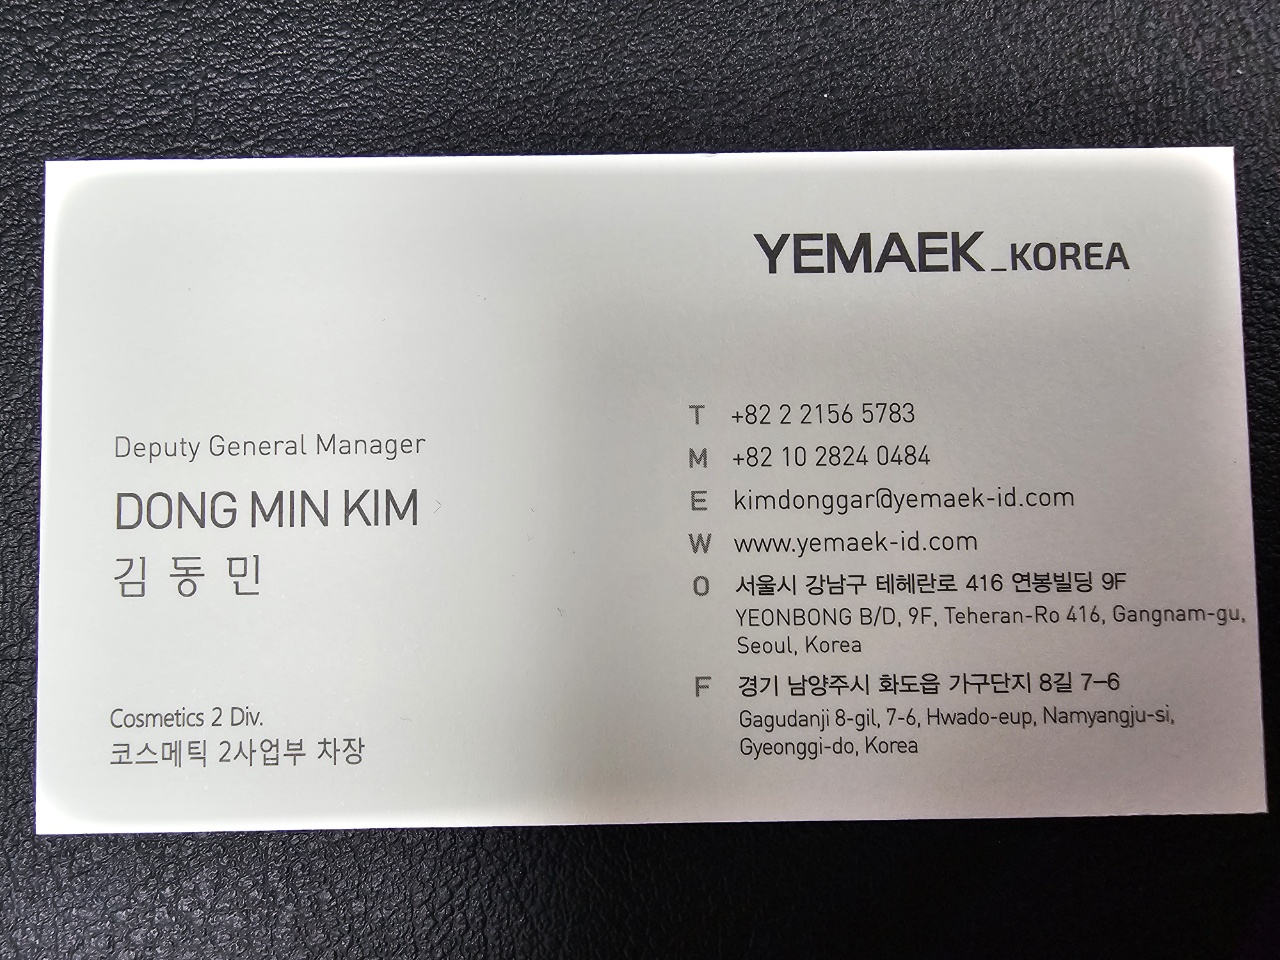 YEMAEK_KOREA
Deputy General Manager
DONG MIN KIM
김 동 민
Cosmetics 2 Div.
코스메틱 2사업부 차장
T +82 2 2156 5783
M +82 10 2824 0484
E kimdonggar@yemaek-id.com
W www.yemaek-id.com
O 서울시 강남구 테헤란로 416 연봉빌딩 9F
YEONBONG B/D, 9F, Teheran-Ro 416, Gangnam-gu,
Seoul, Korea
F 경기 남양주시 화도읍 가구단지 8길 7-6
Gagudanji 8-gil, 7-6, Hwado-eup, Namyangju-si,
Gyeonggi-do, Korea